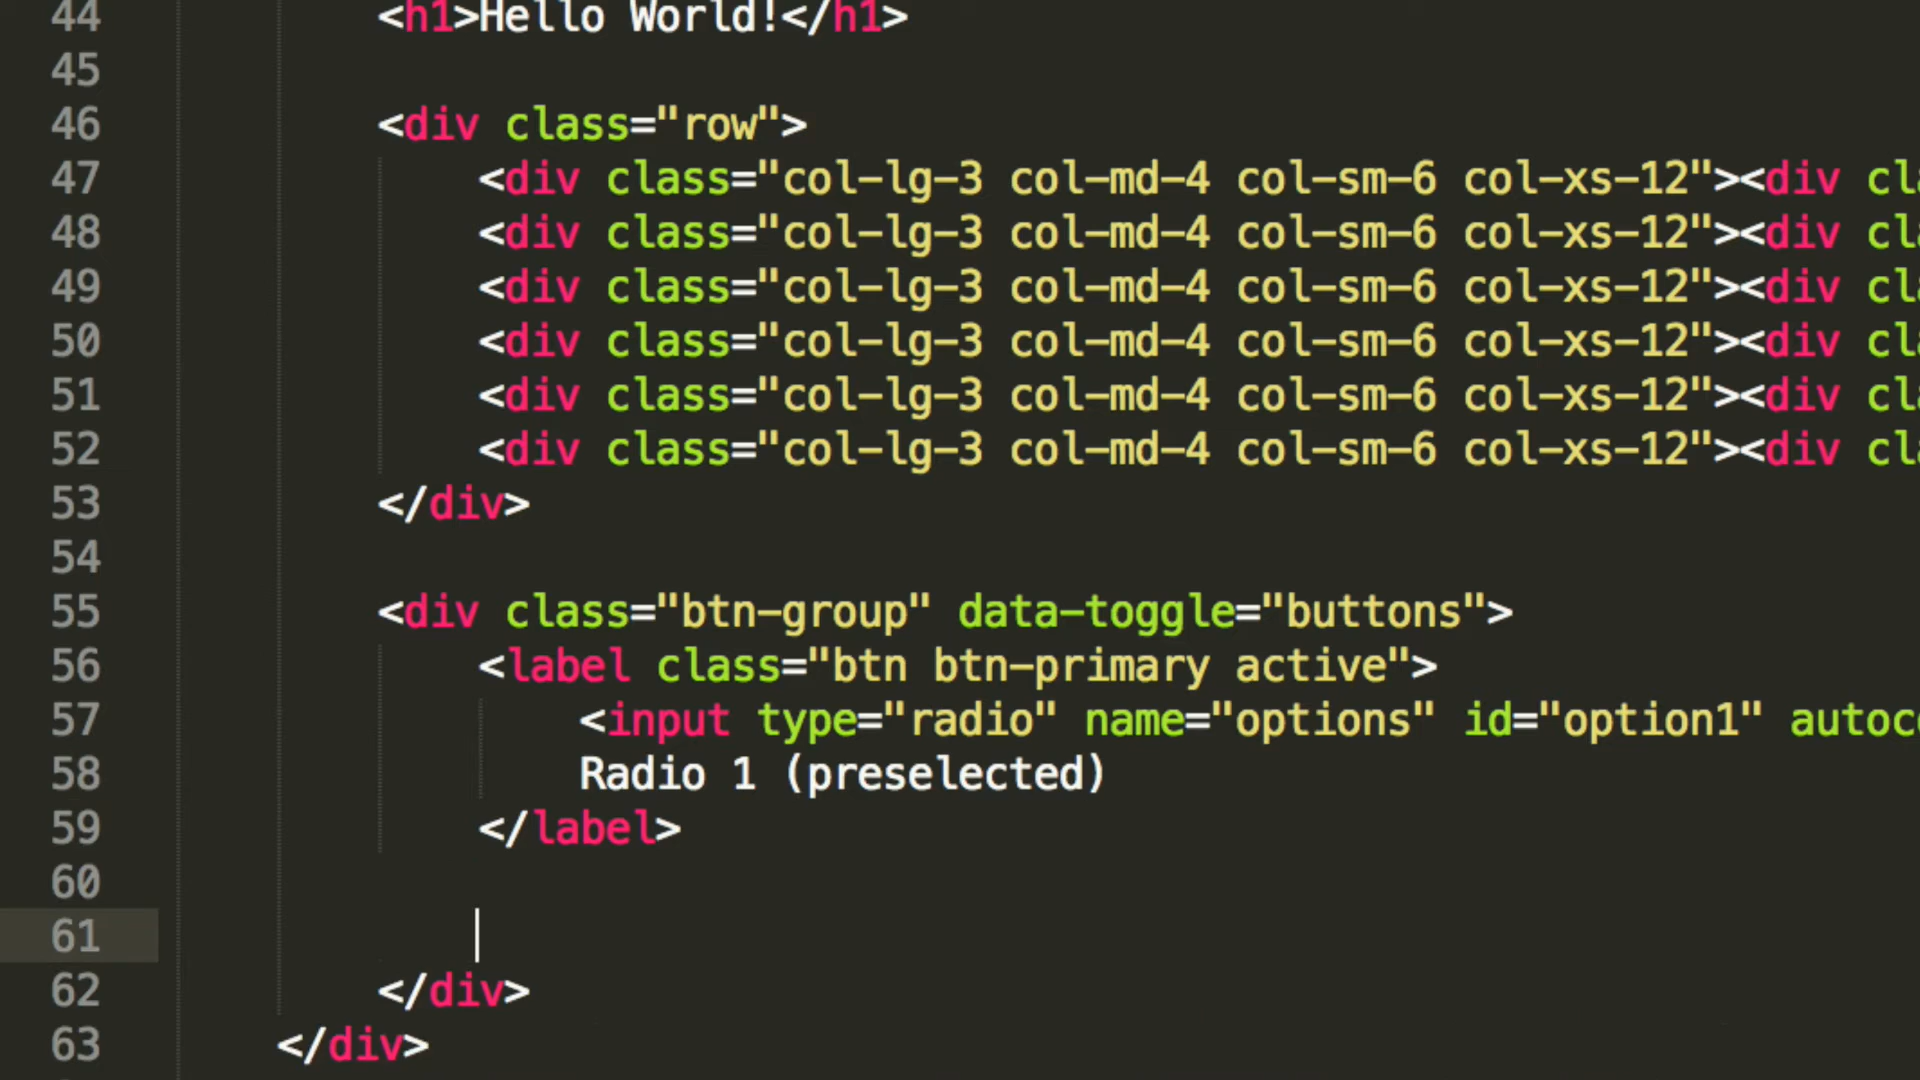 44 <h1>Hello World!</h1>
45
46 <div class="row">
47 <div class="col-lg-3 col-md-4 col-sm-6 col-xs-12"><div cla
48 <div class="col-lg-3 col-md-4 col-sm-6 col-xs-12"><div cla
49 <div class="col-lg-3 col-md-4 col-sm-6 col-xs-12"><div cla
50 <div class="col-lg-3 col-md-4 col-sm-6 col-xs-12"><div cla
51 <div class="col-lg-3 col-md-4 col-sm-6 col-xs-12"><div cla
52 <div class="col-lg-3 col-md-4 col-sm-6 col-xs-12"><div cla
53 </div>
54
55 <div class="btn-group" data-toggle="buttons">
56 <label class="btn btn-primary active">
57 <input type="radio" name="options" id="option1" autoco
58 Radio 1 (preselected)
59 </label>
60
61
62 </div>
63 </div>